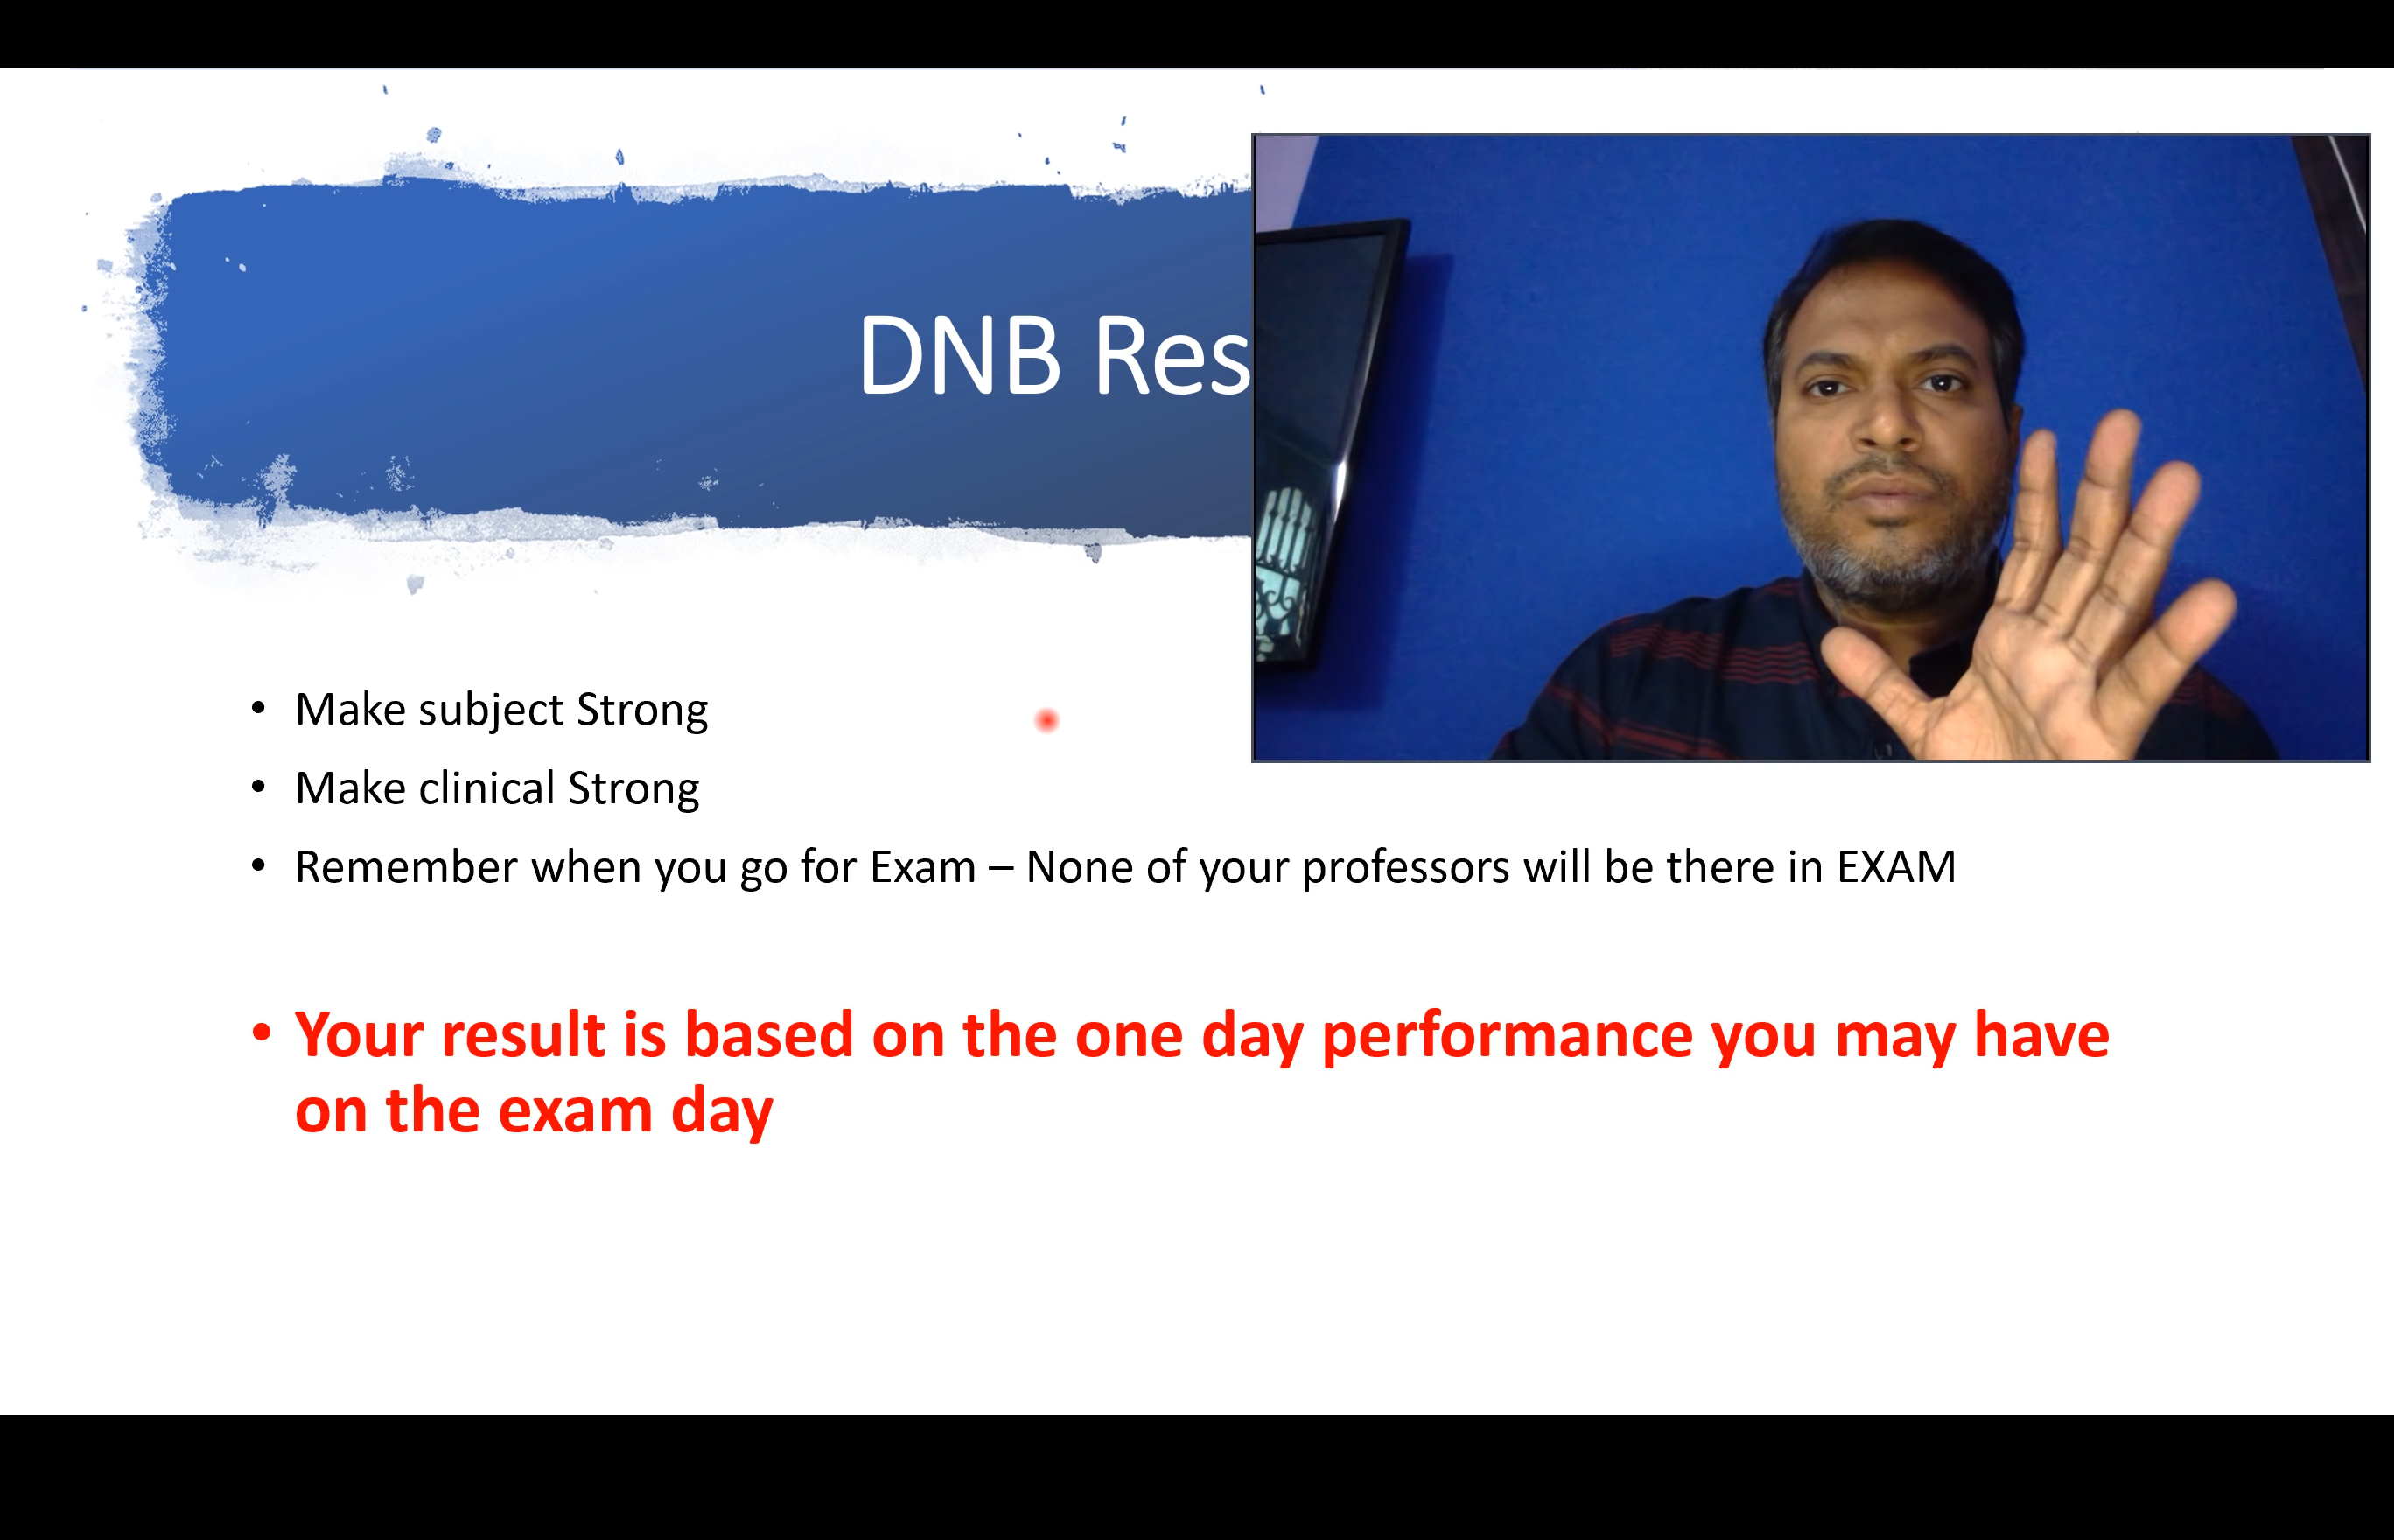 DNB Res
• Make subject Strong
• Make clinical Strong
• Remember when you go for Exam – None of your professors will be there in EXAM
• Your result is based on the one day performance you may have
on the exam day